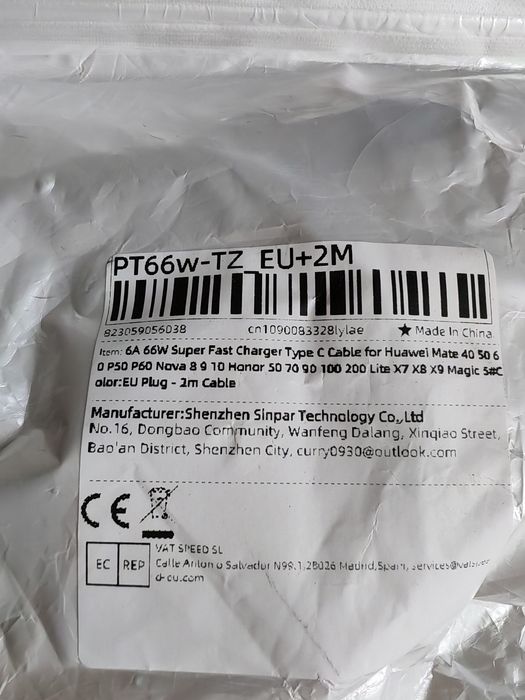 PT66w-TZ_EU+2M
823059056038 cn1090083328lylae ★ Made In China
Item: 6A 66W Super Fast Charger Type C Cable for Huawei Mate 40 50 6
0 P50 P60 Nova 8 9 10 Honor 50 70 90 100 200 Lite X7 X8 X9 Magic 5#C
olor:EU Plug - 2m Cable
Manufacturer:Shenzhen Sinpar Technology Co.,Ltd
No.16, Dongbao Community, Wanfeng Dalang, Xinqiao Street,
Bao'an District, Shenzhen City, curry0930@outlook.com
CE
EC REP
VAT SPEED SL
Calle Antonio Salvador N99,1,28026 Madrid,Spain,